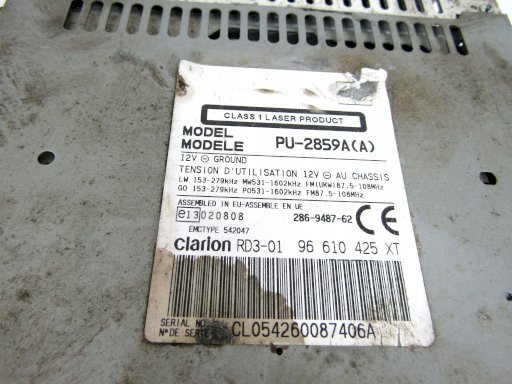 CLASS 1 LASER PRODUCT
MODEL
MODELE PU-2859A(A)
12V ⊖ GROUND
TENSION D'UTILISATION 12V ⊖ AU CHASSIS
LW 153-279kHz MW531-1602kHz FM(UKW)87.5-108MHz
GO 153-279kHz PO531-1602kHz FM87.5-108MHz
ASSEMBLED IN EU-ASSEMBLE EN UE
e13 020808 286-9487-62 CE
EMCTYPE 542047
clarion RD3-01 96 610 425 XT
SERIAL NO
N° DE SERIE CL054260087406A